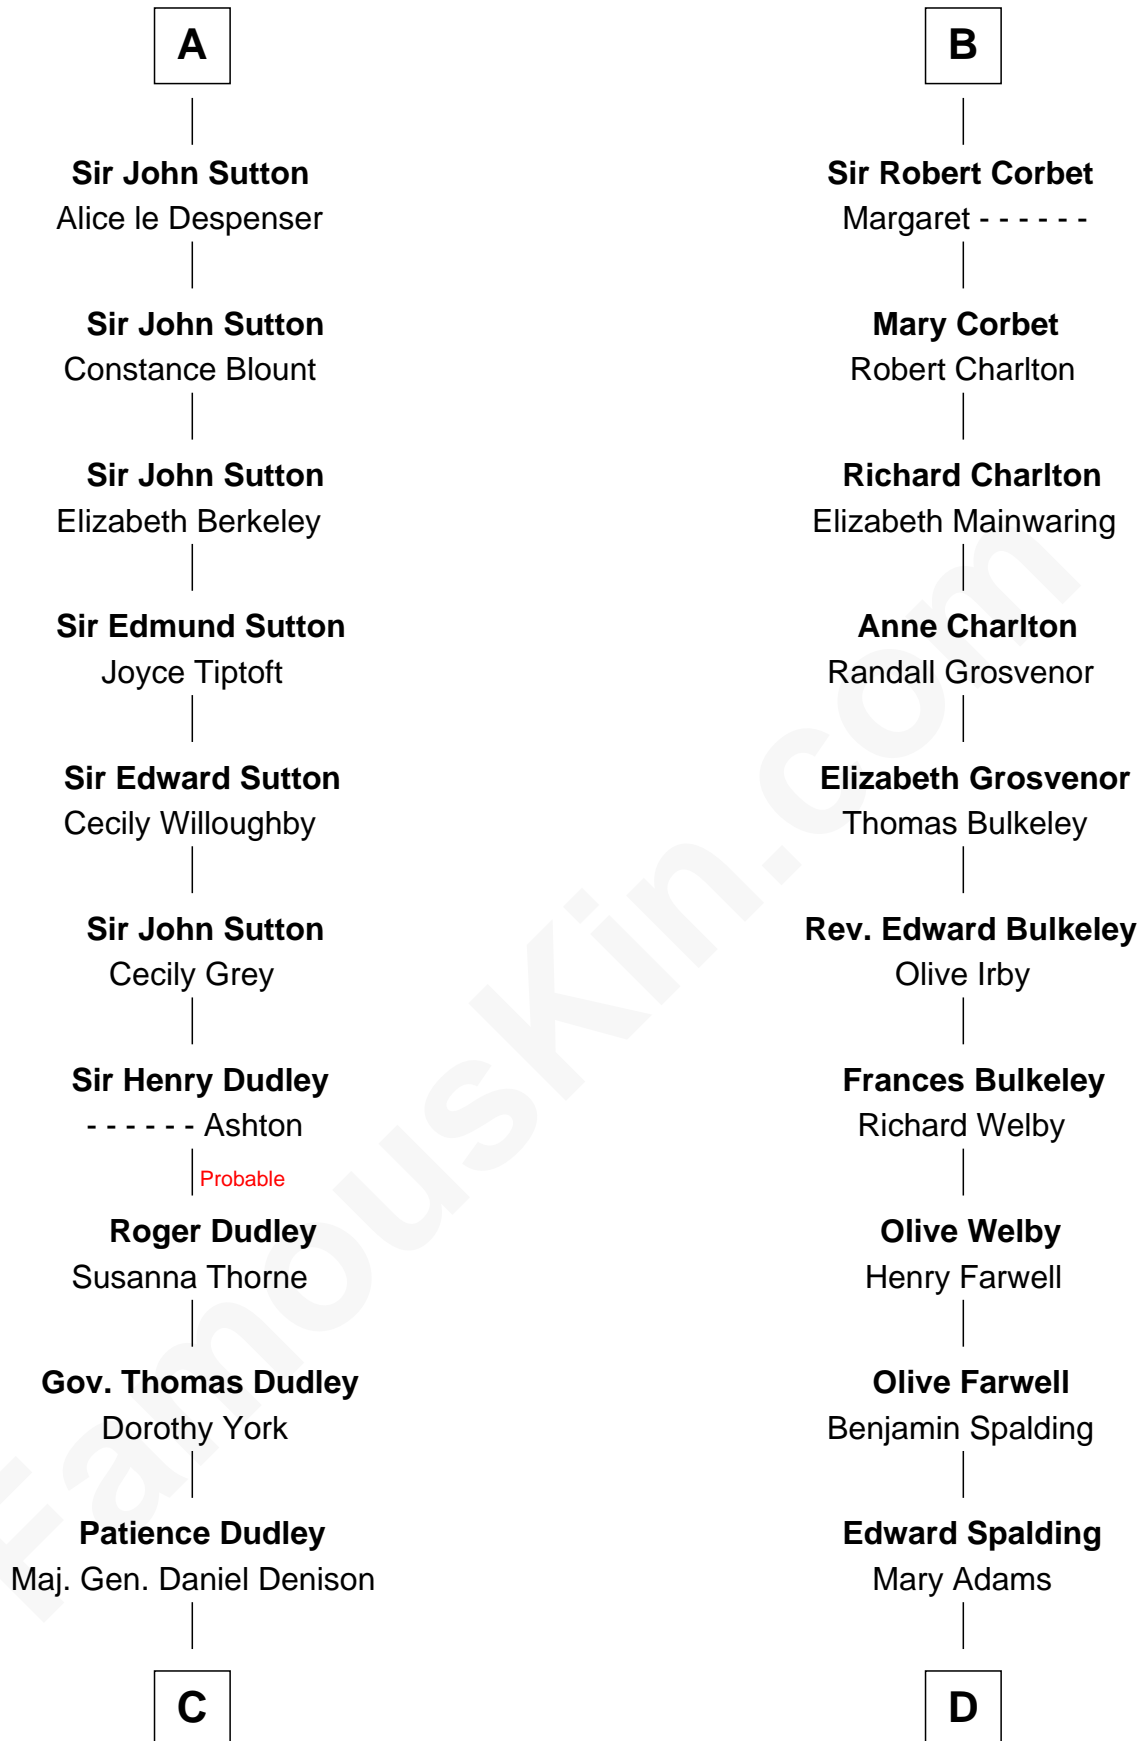 A
Sir John Sutton
Alice le Despenser
Sir John Sutton
Constance Blount
Sir John Sutton
Elizabeth Berkeley
Sir Edmund Sutton
Joyce Tiptoft
Sir Edward Sutton
Cecily Willoughby
Sir John Sutton
Cecily Grey
Sir Henry Dudley
- - - - - - Ashton
Probable
Roger Dudley
Susanna Thorne
Gov. Thomas Dudley
Dorothy York
Patience Dudley
Maj. Gen. Daniel Denison
C
B
Sir Robert Corbet
Margaret - - - - - -
Mary Corbet
Robert Charlton
Richard Charlton
Elizabeth Mainwaring
Anne Charlton
Randall Grosvenor
Elizabeth Grosvenor
Thomas Bulkeley
Rev. Edward Bulkeley
Olive Irby
Frances Bulkeley
Richard Welby
Olive Welby
Henry Farwell
Olive Farwell
Benjamin Spalding
Edward Spalding
Mary Adams
D
FamousKin.com